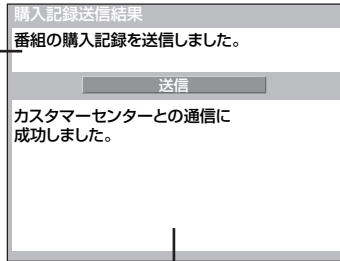 購入記録送信結果
番組の購入記録を送信しました。
送信
カスタマーセンターとの通信に
成功しました。